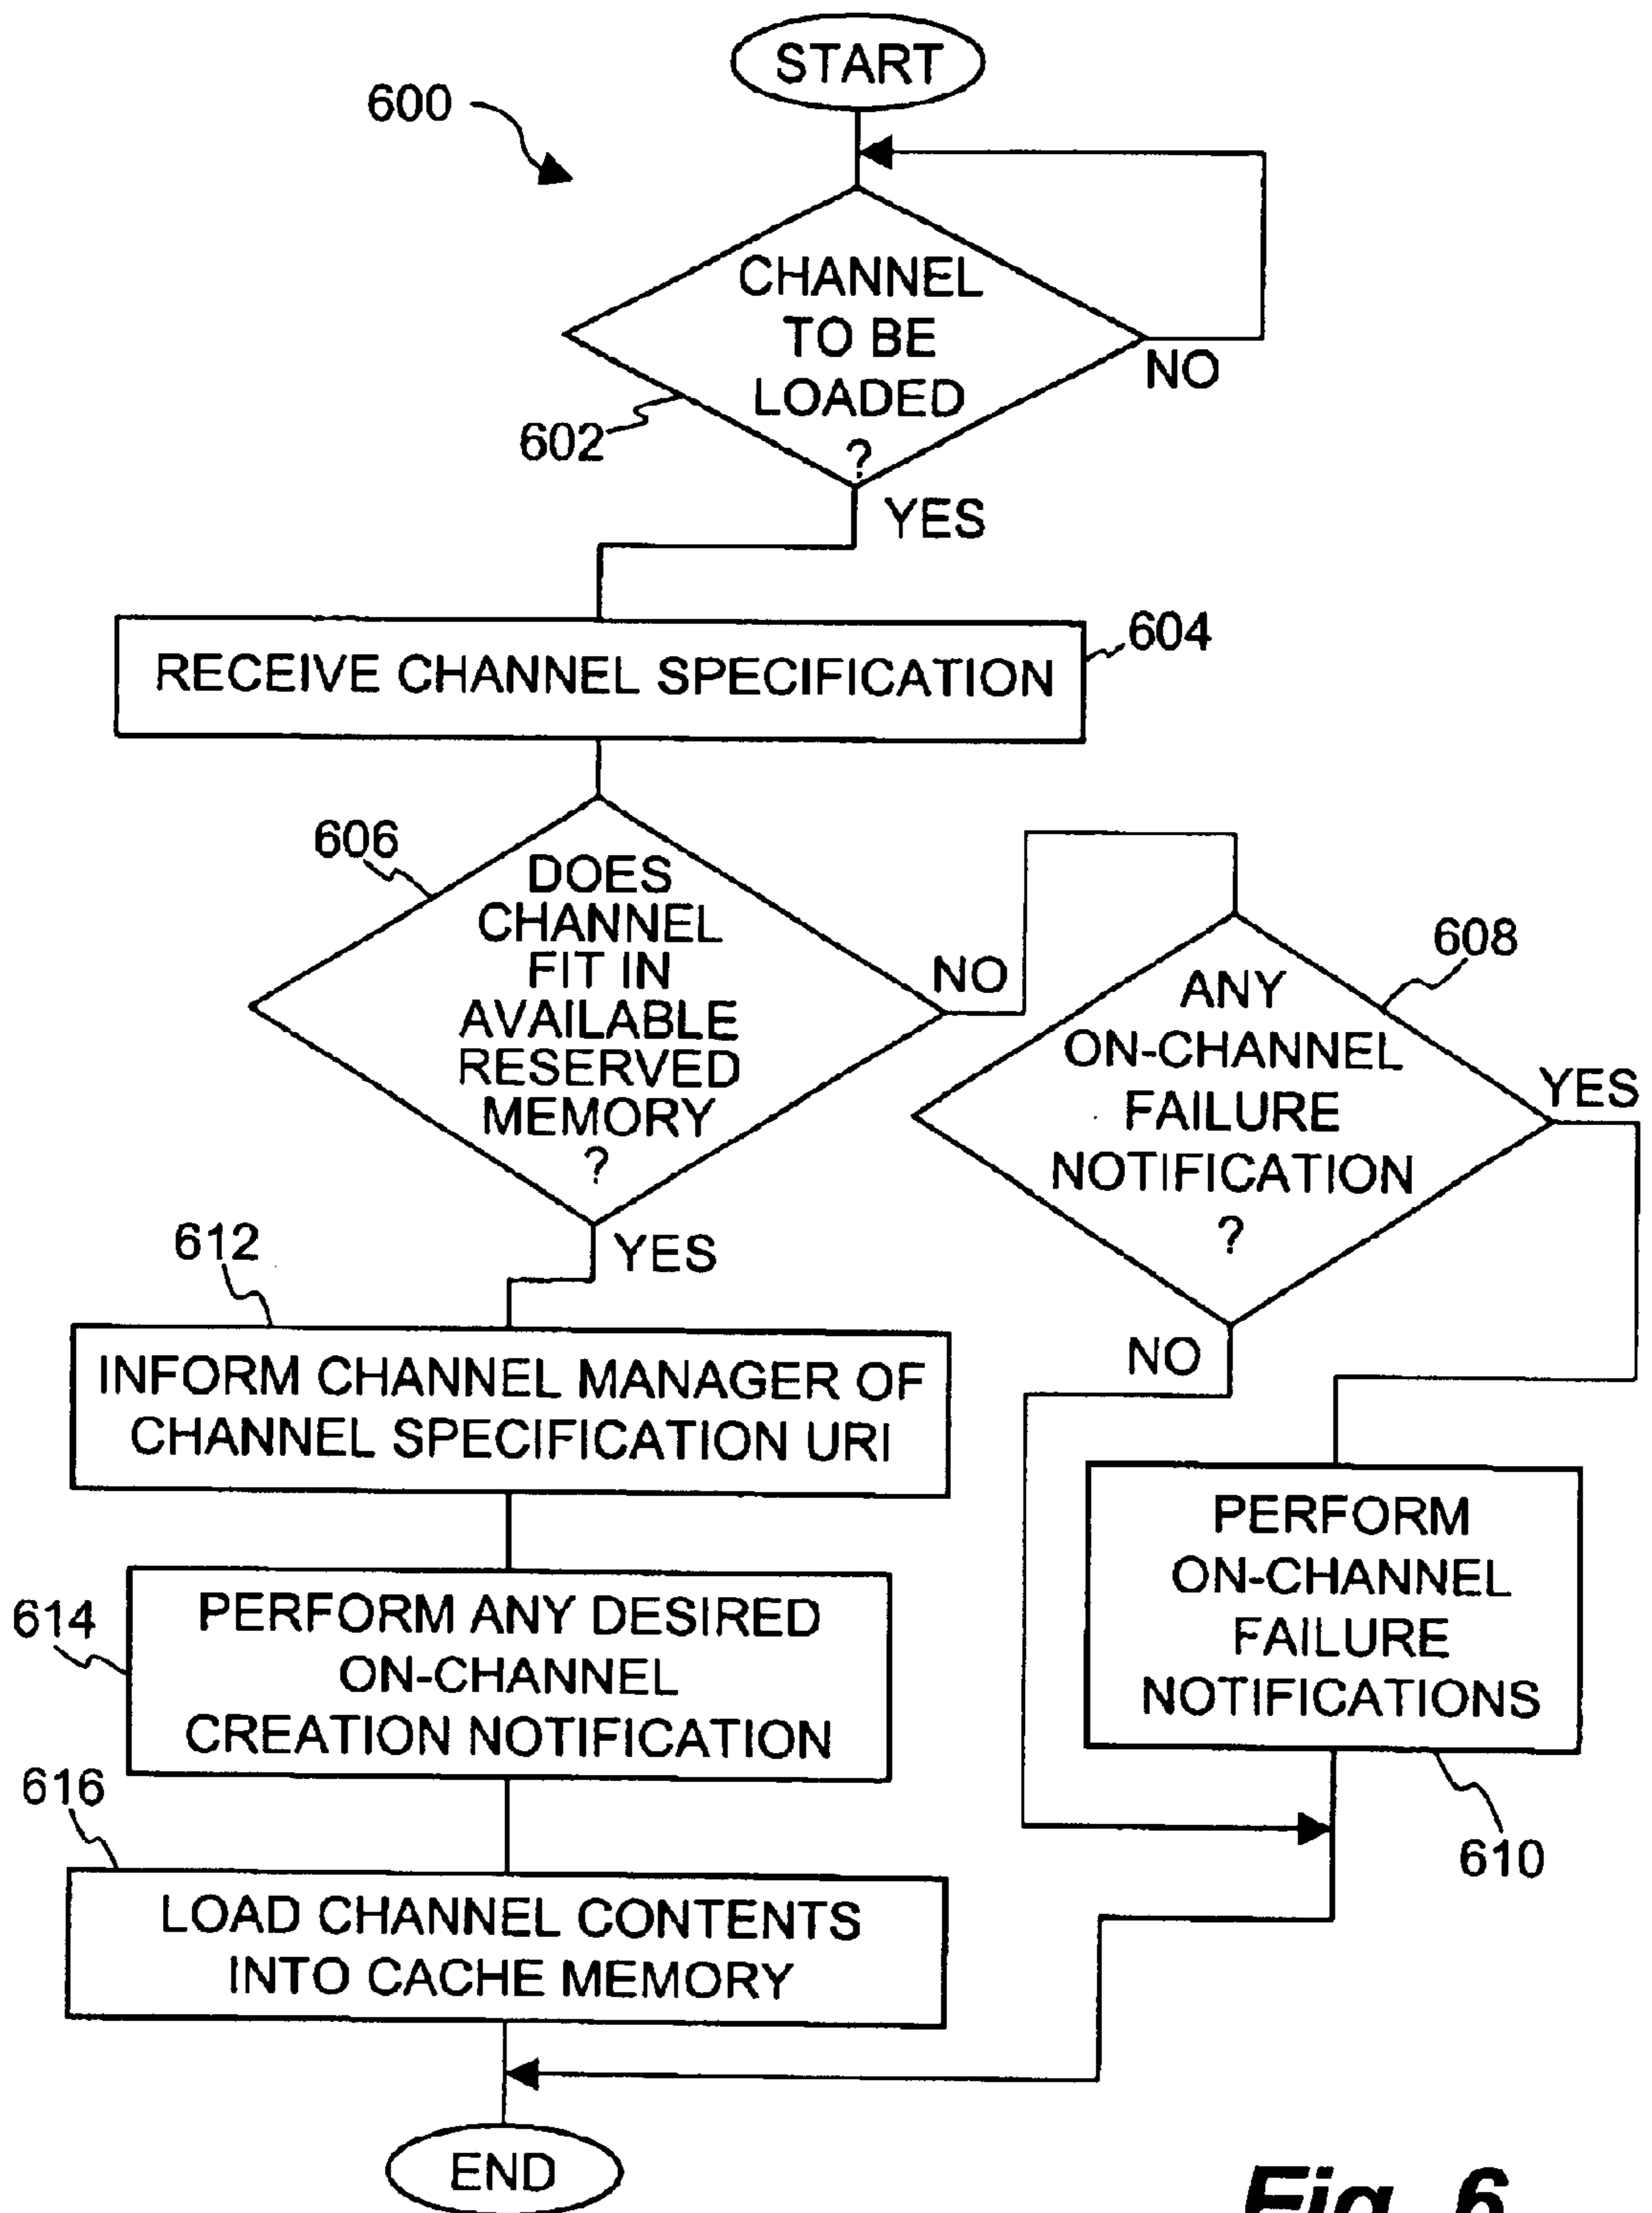 START
600
CHANNEL
TO BE
LOADED
?
NO
602
YES
604
RECEIVE CHANNEL SPECIFICATION
606
DOES
CHANNEL
FIT IN
AVAILABLE
RESERVED
MEMORY
?
NO
YES
608
ANY
ON-CHANNEL
FAILURE
NOTIFICATION
?
YES
NO
612
INFORM CHANNEL MANAGER OF
CHANNEL SPECIFICATION URI
PERFORM
ON-CHANNEL
FAILURE
NOTIFICATIONS
610
614
PERFORM ANY DESIRED
ON-CHANNEL
CREATION NOTIFICATION
616
LOAD CHANNEL CONTENTS
INTO CACHE MEMORY
END
Fig. 6